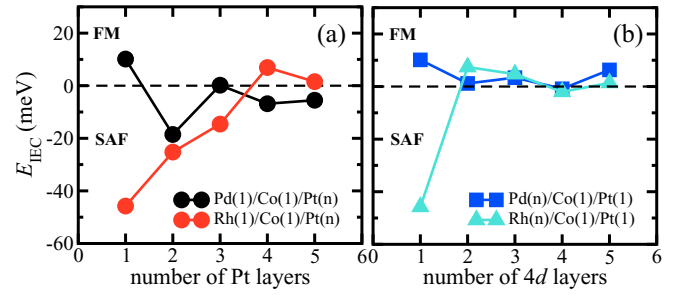 FM
(a)
SAF
Pd(1)/Co(1)/Pt(n)
Rh(1)/Co(1)/Pt(n)
20
0
-20
-40
-60
1 2 3 4 5 6
number of Pt layers
E_IEC (meV)
FM
(b)
SAF
Pd(n)/Co(1)/Pt(1)
Rh(n)/Co(1)/Pt(1)
0 1 2 3 4 5 6
number of 4d layers